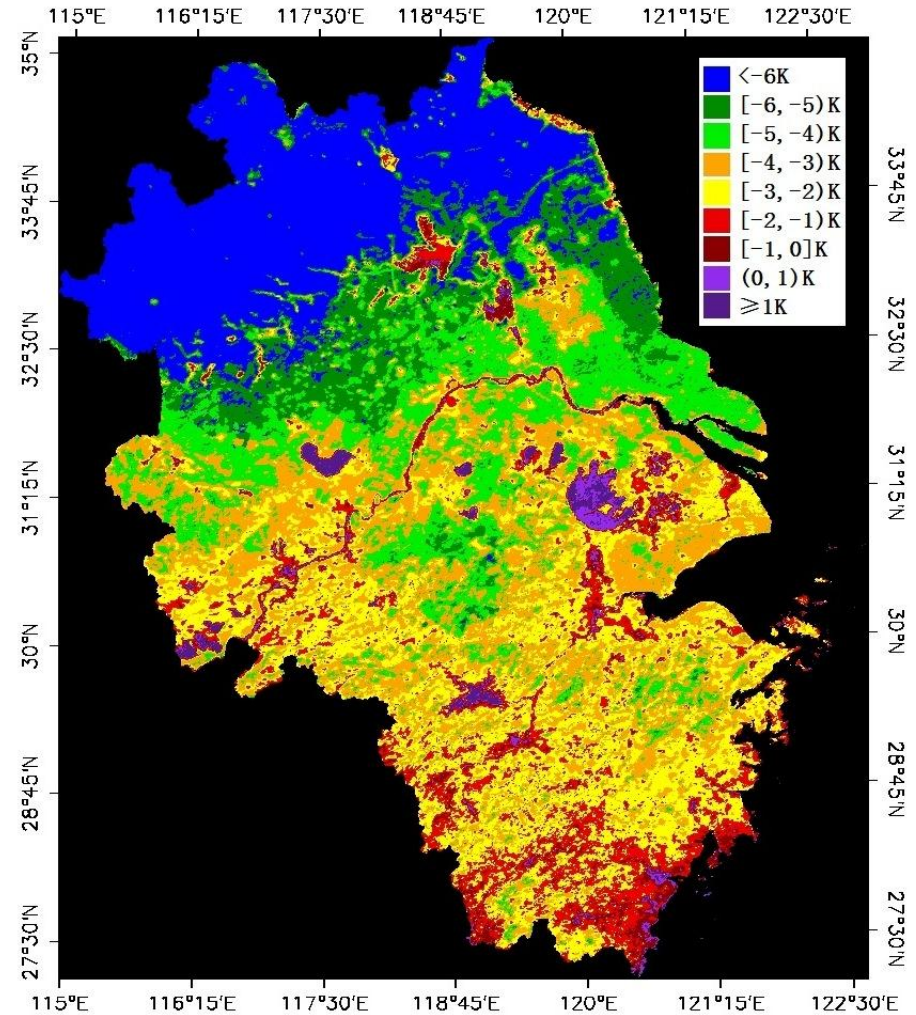 115°E 116°15′E 117°30′E 118°45′E 120°E 121°15′E 122°30′E
<-6K
[-6,-5)K
[-5,-4)K
[-4,-3)K
[-3,-2)K
[-2,-1)K
[-1,0]K
(0,1)K
≥1K
35°N
33°45′N
32°30′N
31°15′N
30°N
28°45′N
27°30′N
33°45′N
32°30′N
31°15′N
30°N
28°45′N
27°30′N
115°E 116°15′E 117°30′E 118°45′E 120°E 121°15′E 122°30′E